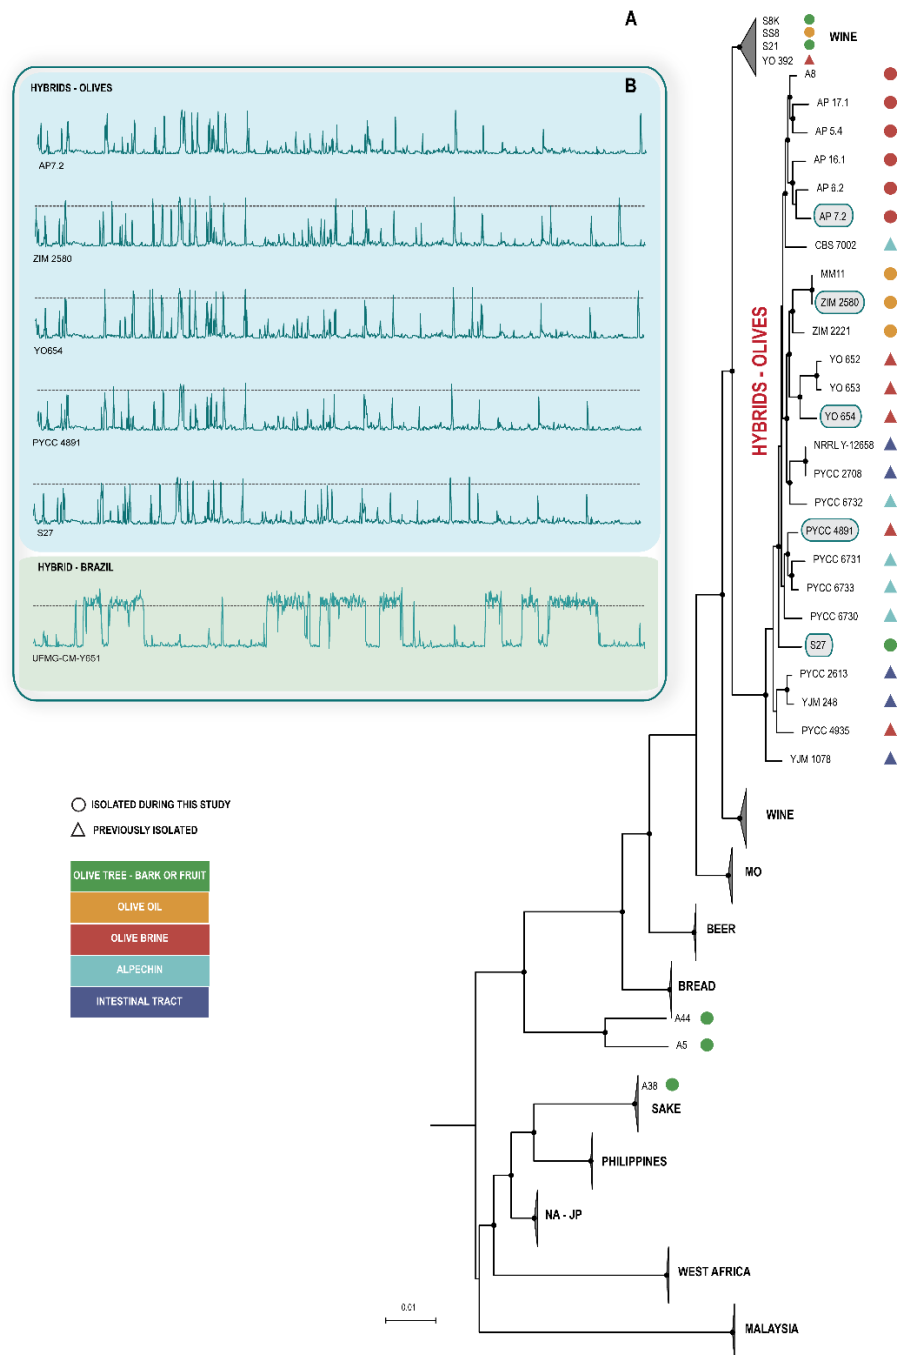 A
S8K
SS8
S21
YO 392
WINE
B
HYBRIDS - OLIVES
AP7.2
ZIM 2580
YO654
PYCC 4891
S27
HYBRID - BRAZIL
UFMG-CM-Y651
HYBRIDS - OLIVES
A8
AP 17.1
AP 5.4
AP 16.1
AP 6.2
AP 7.2
CBS 7002
MM11
ZIM 2580
ZIM 2221
YO 652
YO 653
YO 654
NRRL Y-12658
PYCC 2708
PYCC 6732
PYCC 4891
PYCC 6731
PYCC 6733
PYCC 6730
S27
PYCC 2613
YJM 248
PYCC 4935
YJM 1078
ISOLATED DURING THIS STUDY
PREVIOUSLY ISOLATED
OLIVE TREE - BARK OR FRUIT
OLIVE OIL
OLIVE BRINE
ALPECHIN
INTESTINAL TRACT
WINE
MO
BEER
BREAD
A44
A5
A38
SAKE
PHILIPPINES
NA - JP
WEST AFRICA
MALAYSIA
0.01